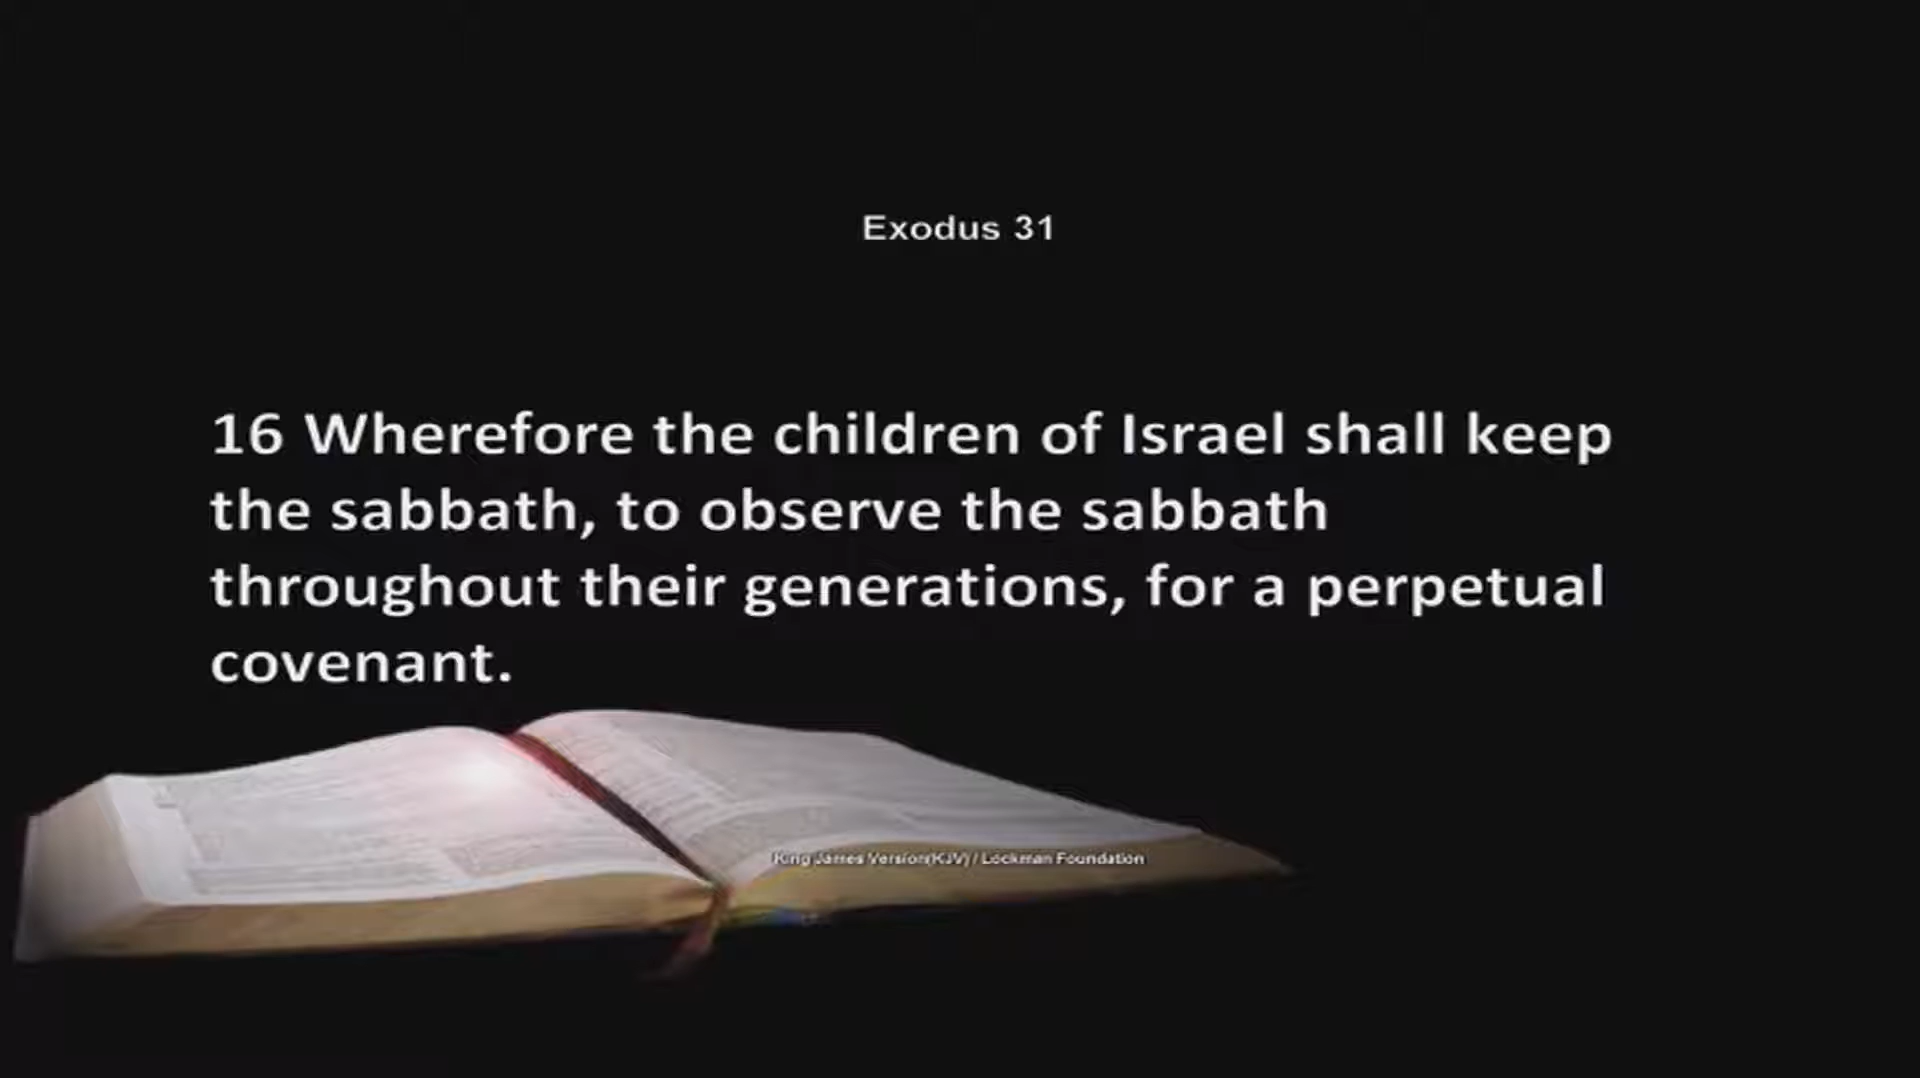 Exodus 31
16 Wherefore the children of Israel shall keep
the sabbath, to observe the sabbath
throughout their generations, for a perpetual
covenant.
King James Version(KJV) / Lockman Foundation